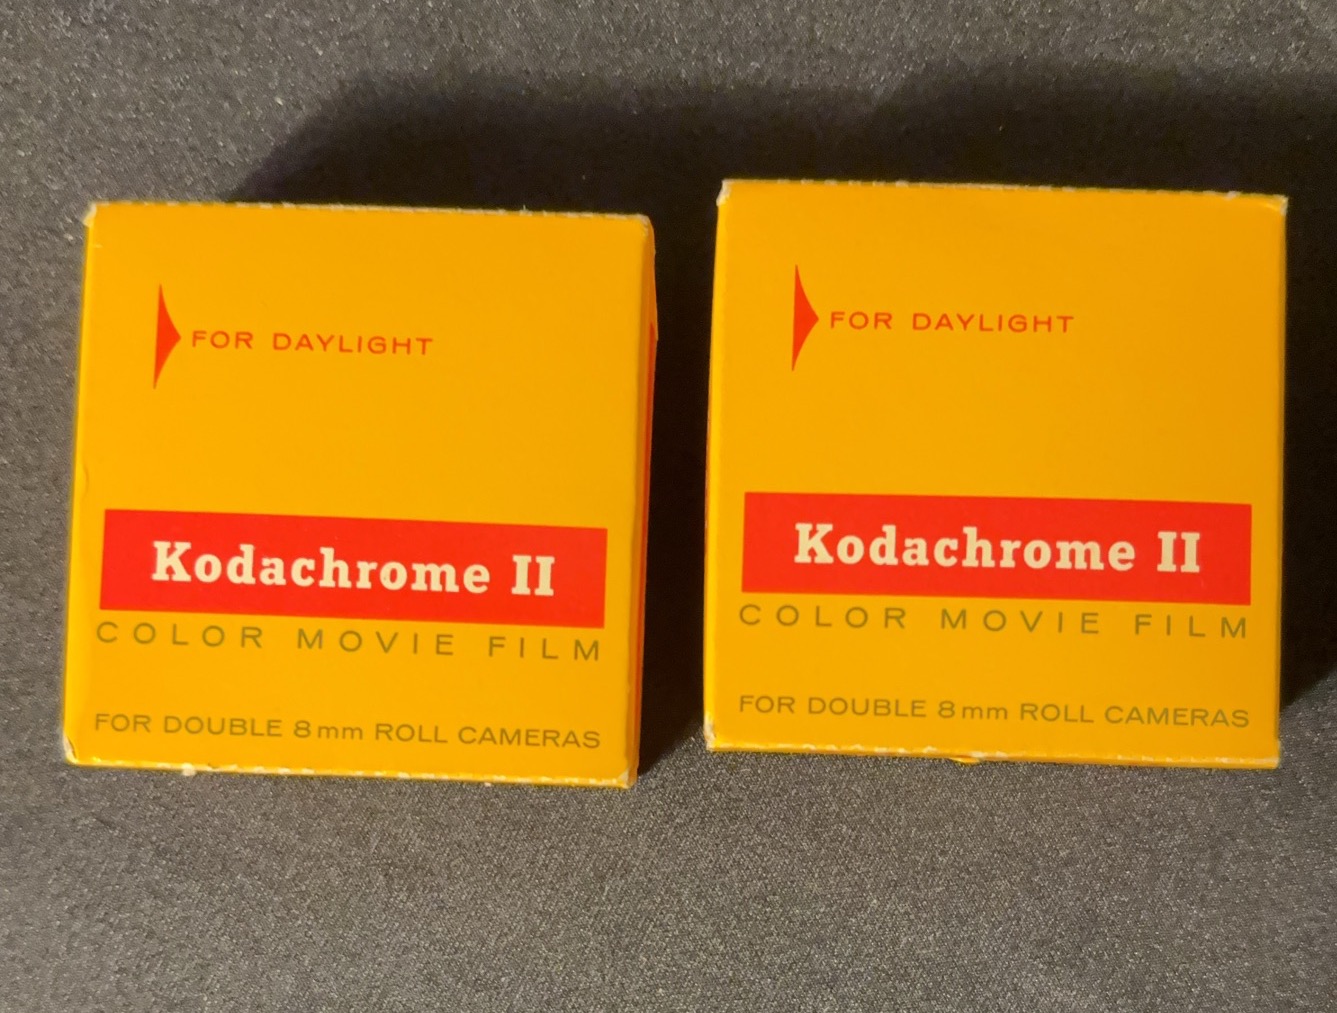 FOR DAYLIGHT
Kodachrome II
COLOR MOVIE FILM
FOR DOUBLE 8mm ROLL CAMERAS
FOR DAYLIGHT
Kodachrome II
COLOR MOVIE FILM
FOR DOUBLE 8mm ROLL CAMERAS